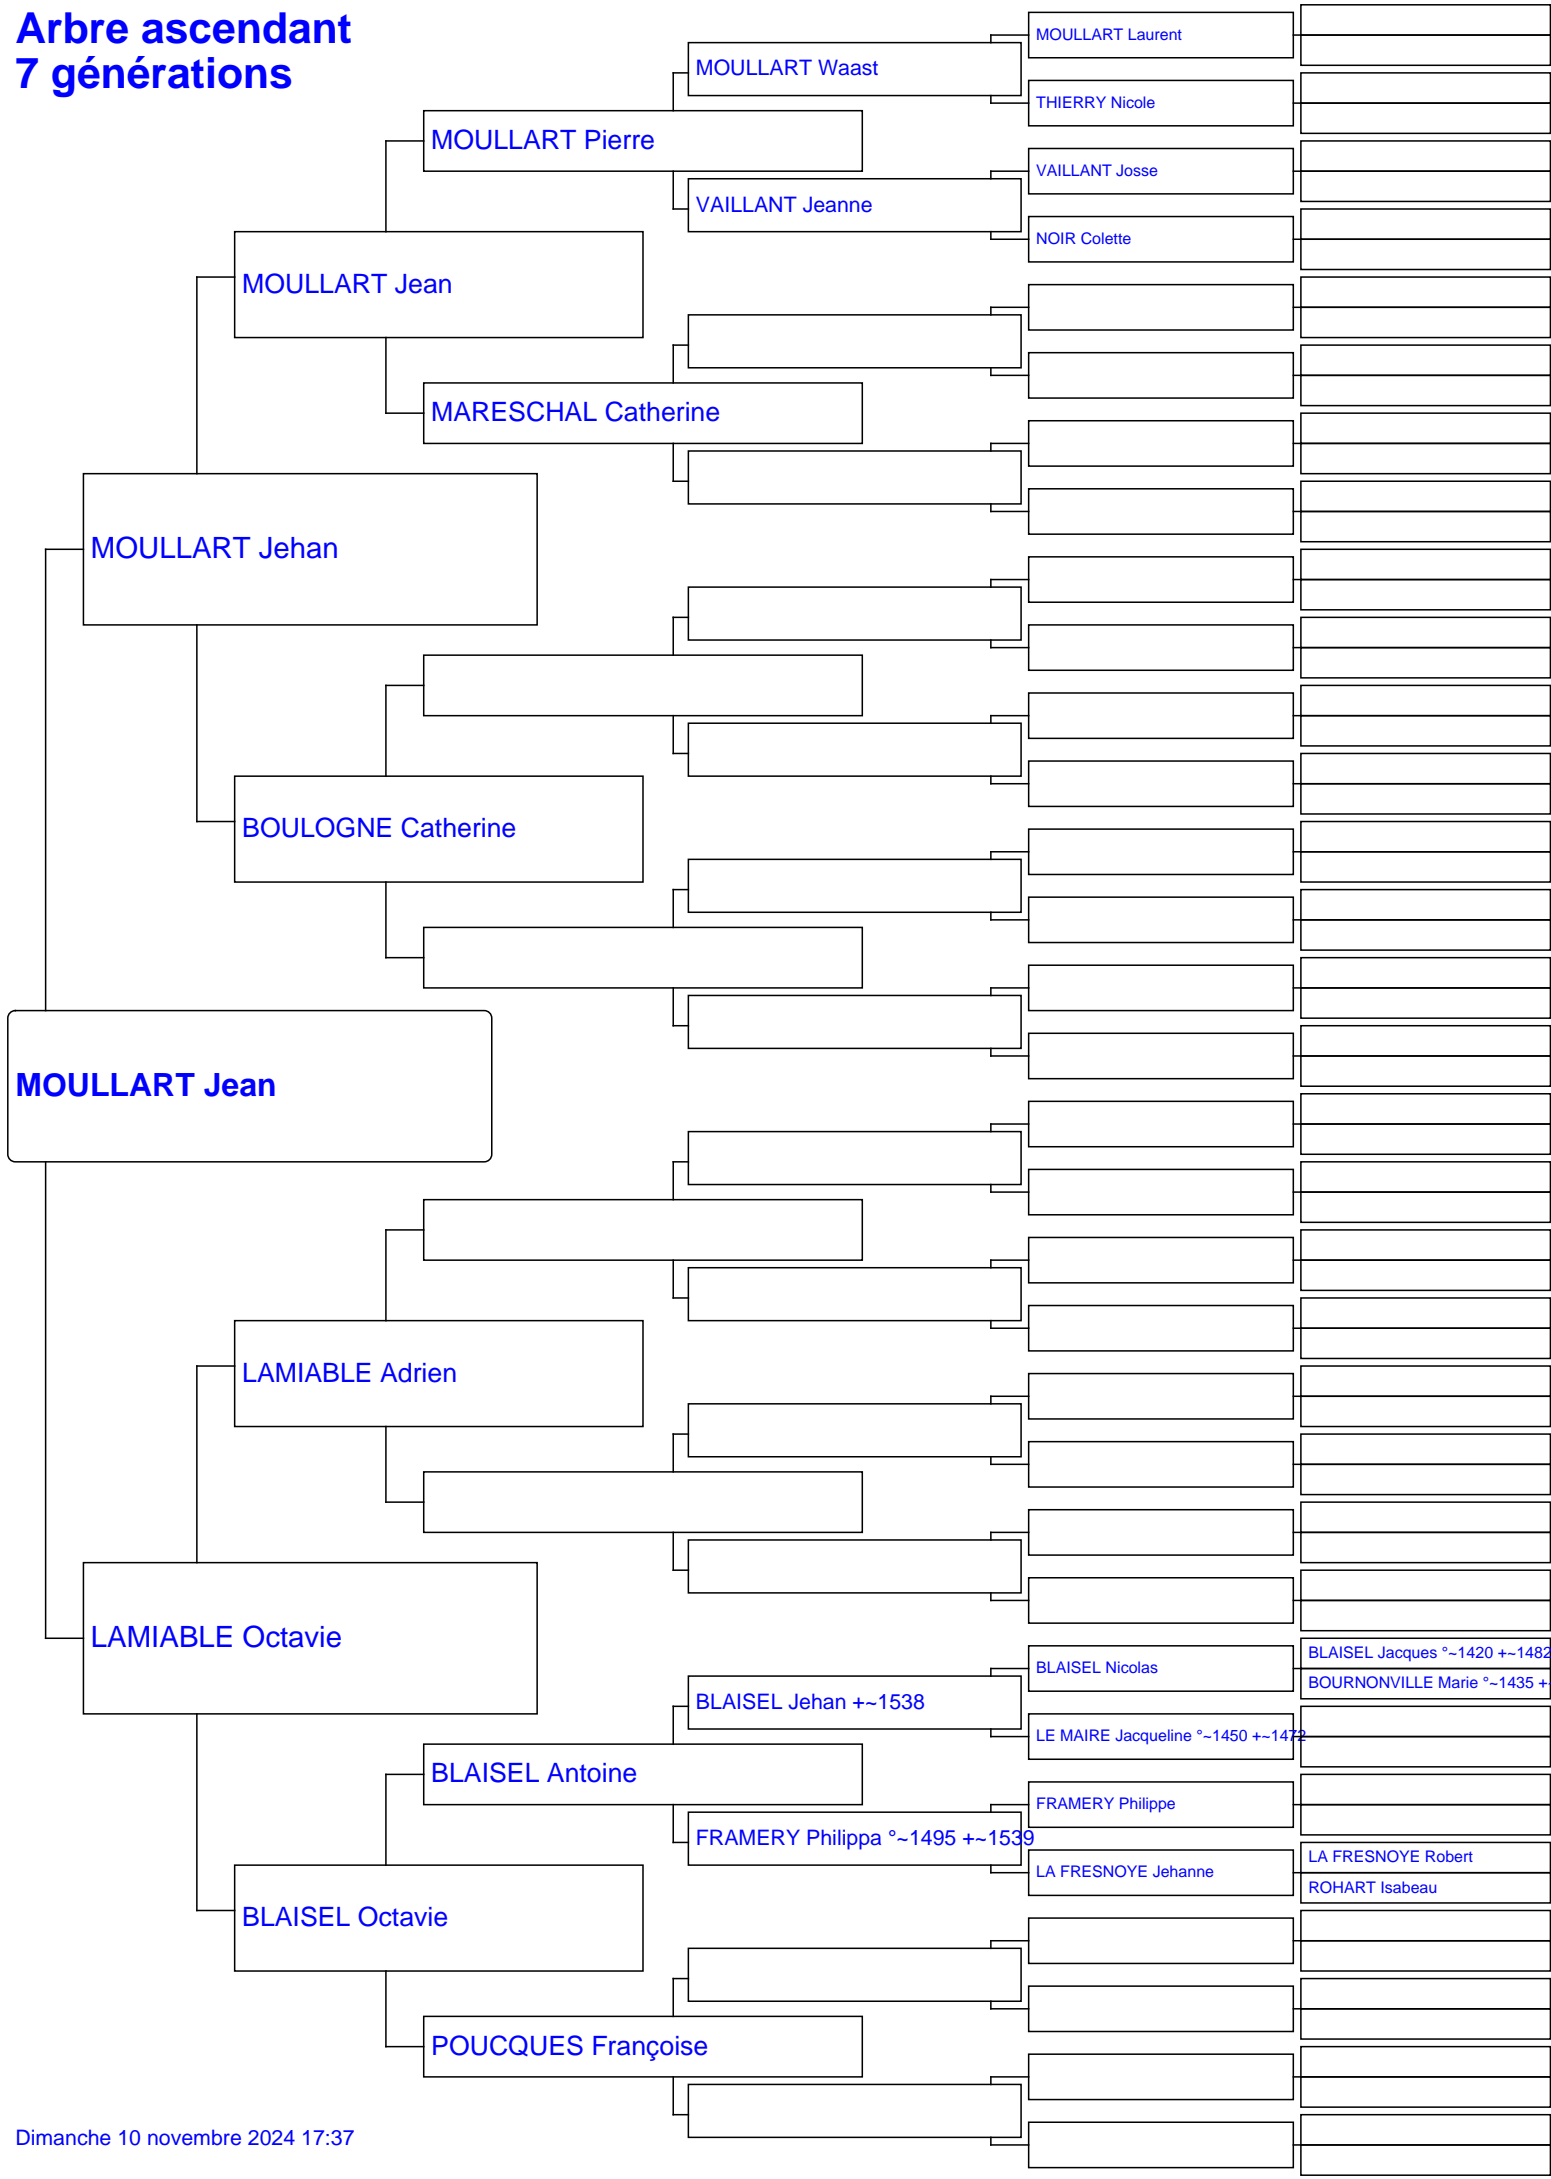 Arbre ascendant
7 générations
MOULLART Laurent
MOULLART Waast
THIERRY Nicole
MOULLART Pierre
VAILLANT Josse
VAILLANT Jeanne
NOIR Colette
MOULLART Jean
MARESCHAL Catherine
MOULLART Jehan
BOULOGNE Catherine
MOULLART Jean
LAMIABLE Adrien
LAMIABLE Octavie
BLAISEL Jacques °~1420 +~1482
BLAISEL Nicolas
BOURNONVILLE Marie °~1435 +
BLAISEL Jehan +~1538
LE MAIRE Jacqueline °~1450 +~1472
BLAISEL Antoine
FRAMERY Philippe
FRAMERY Philippa °~1495 +~1539
LA FRESNOYE Robert
LA FRESNOYE Jehanne
ROHART Isabeau
BLAISEL Octavie
POUCQUES Françoise
Dimanche 10 novembre 2024 17:37